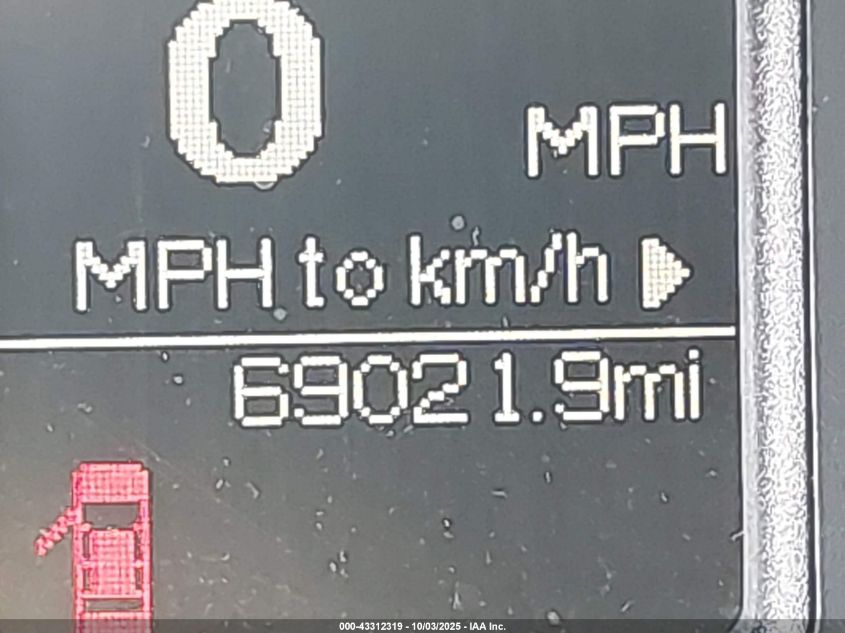 0
MPH
MPH to km/h
69021.9mi
000-43312319 - 10/03/2025 - IAA Inc.